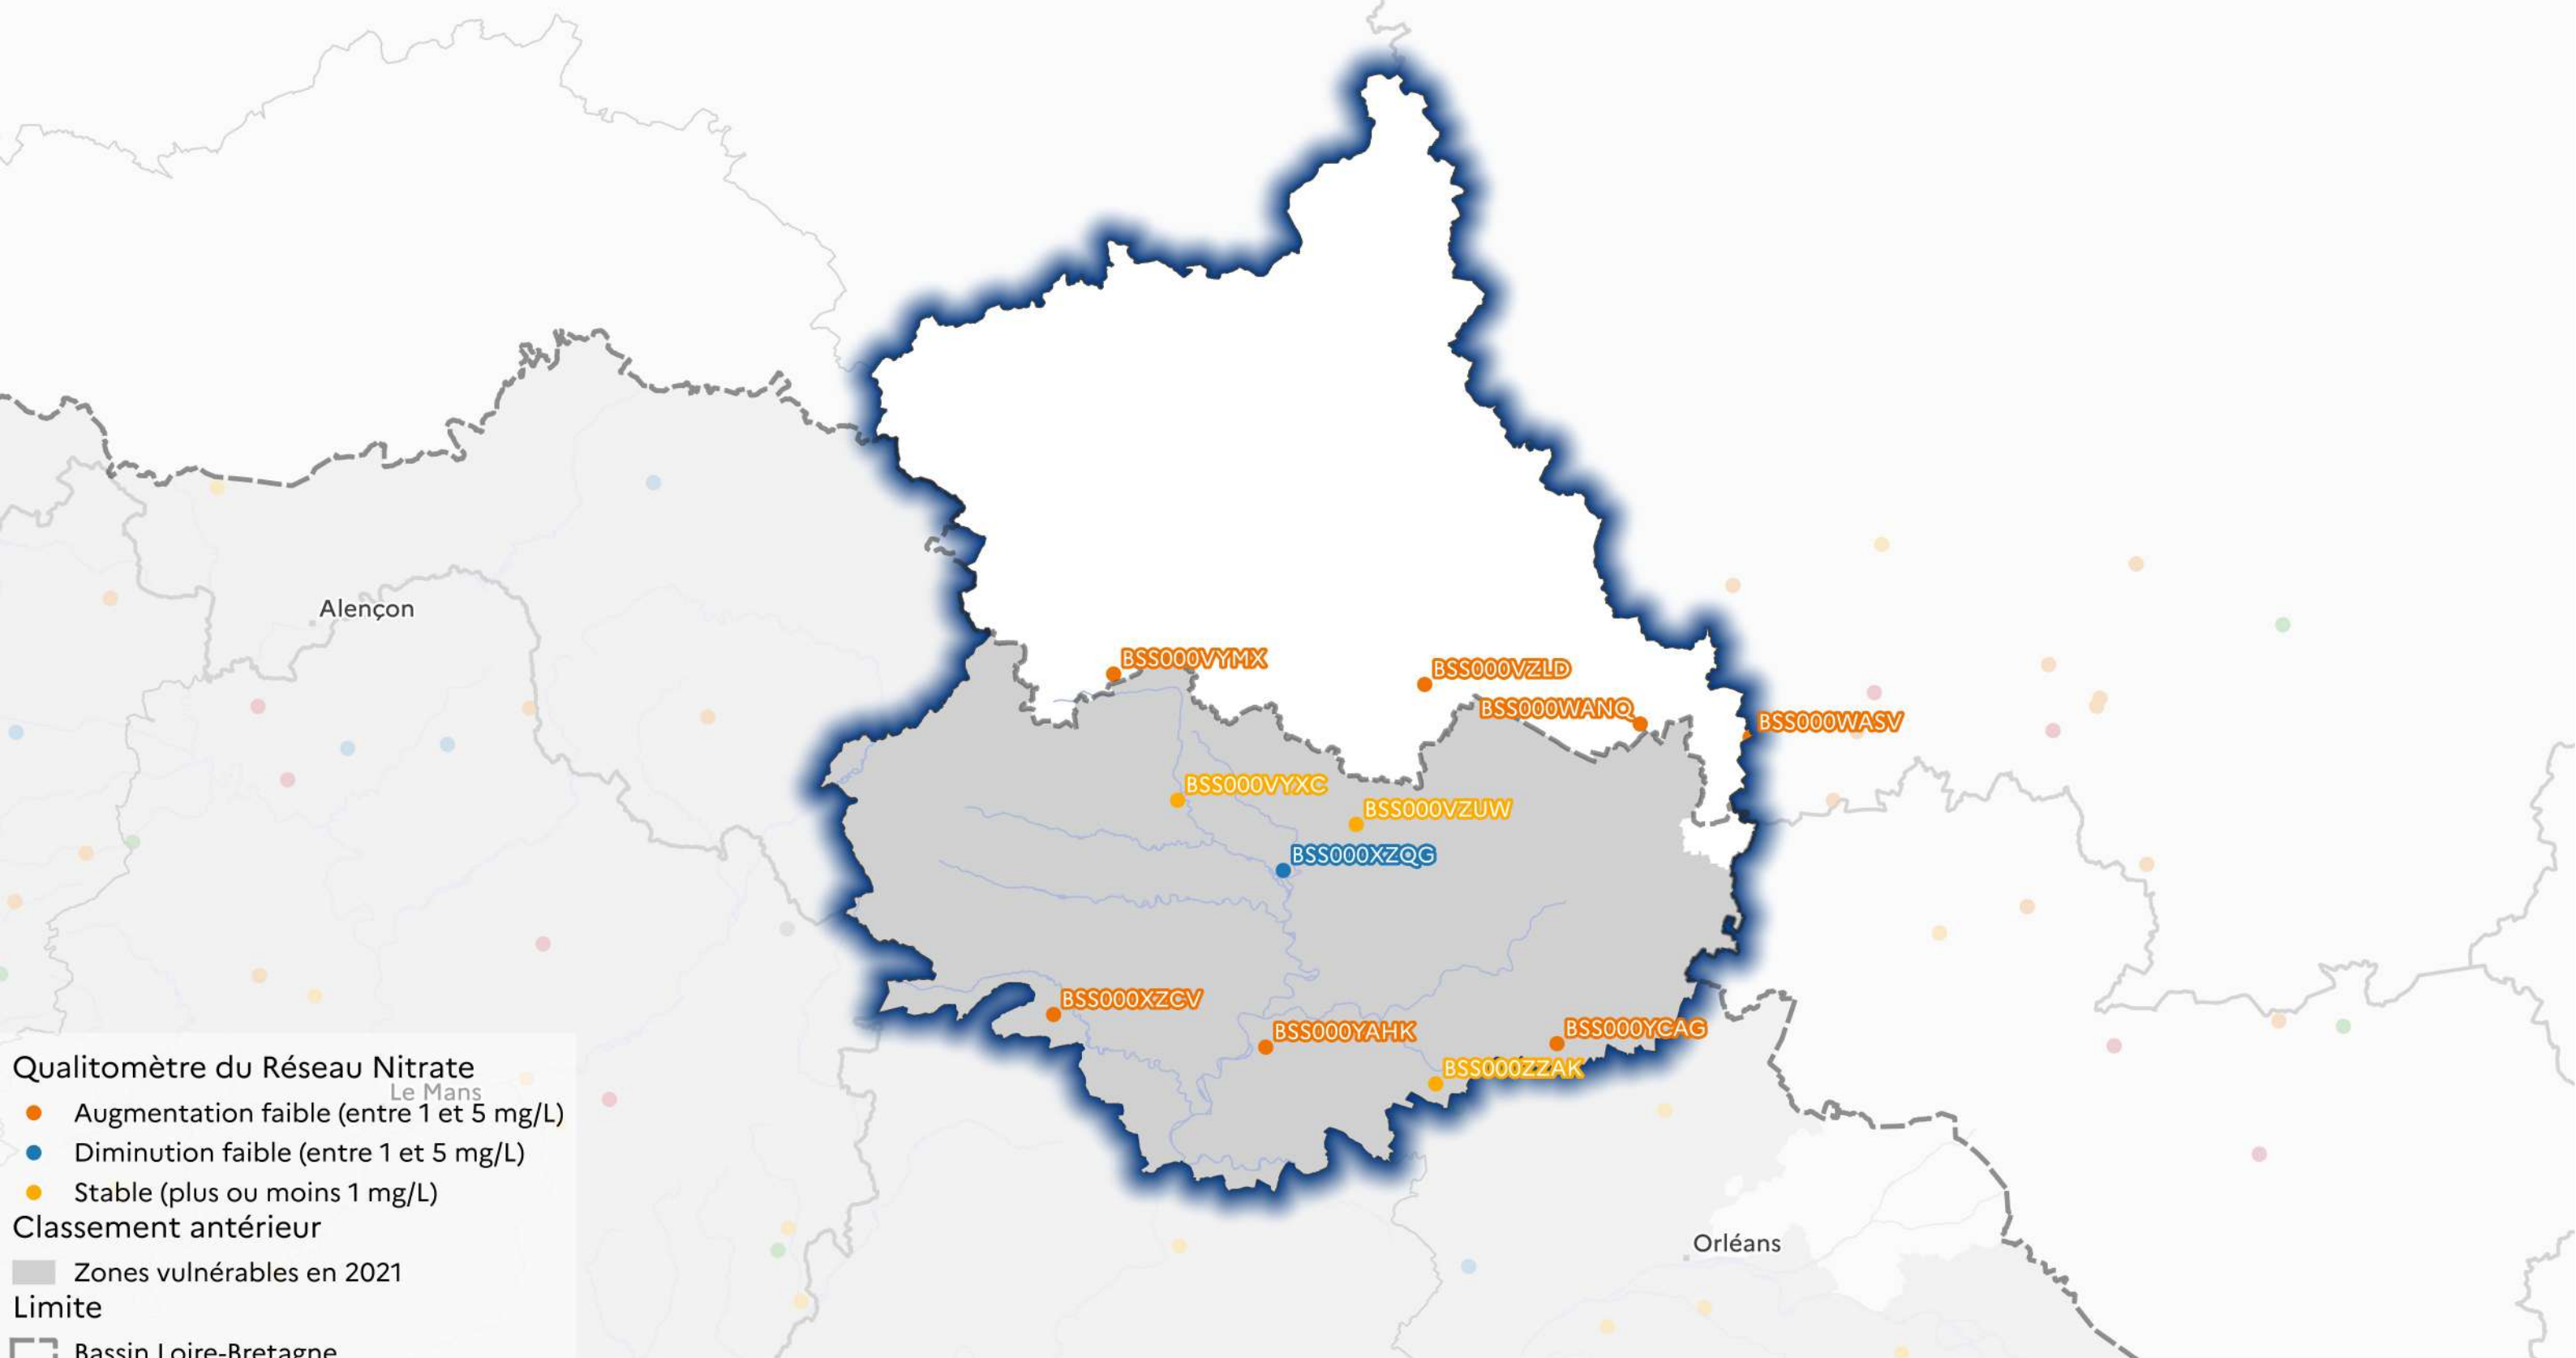 Alençon
BSS000VYMX
BSS000VZLD
BSS000WANQ
BSS000WASV
BSS000VYXC
BSS000VZUW
BSS000XZQG
BSS000XZCV
BSS000YAHK
BSS000YCAG
BSS000ZZAK
Orléans
Qualitomètre du Réseau Nitrate
Le Mans
Augmentation faible (entre 1 et 5 mg/L)
Diminution faible (entre 1 et 5 mg/L)
Stable (plus ou moins 1 mg/L)
Classement antérieur
Zones vulnérables en 2021
Limite
Bassin Loire-Bretagne